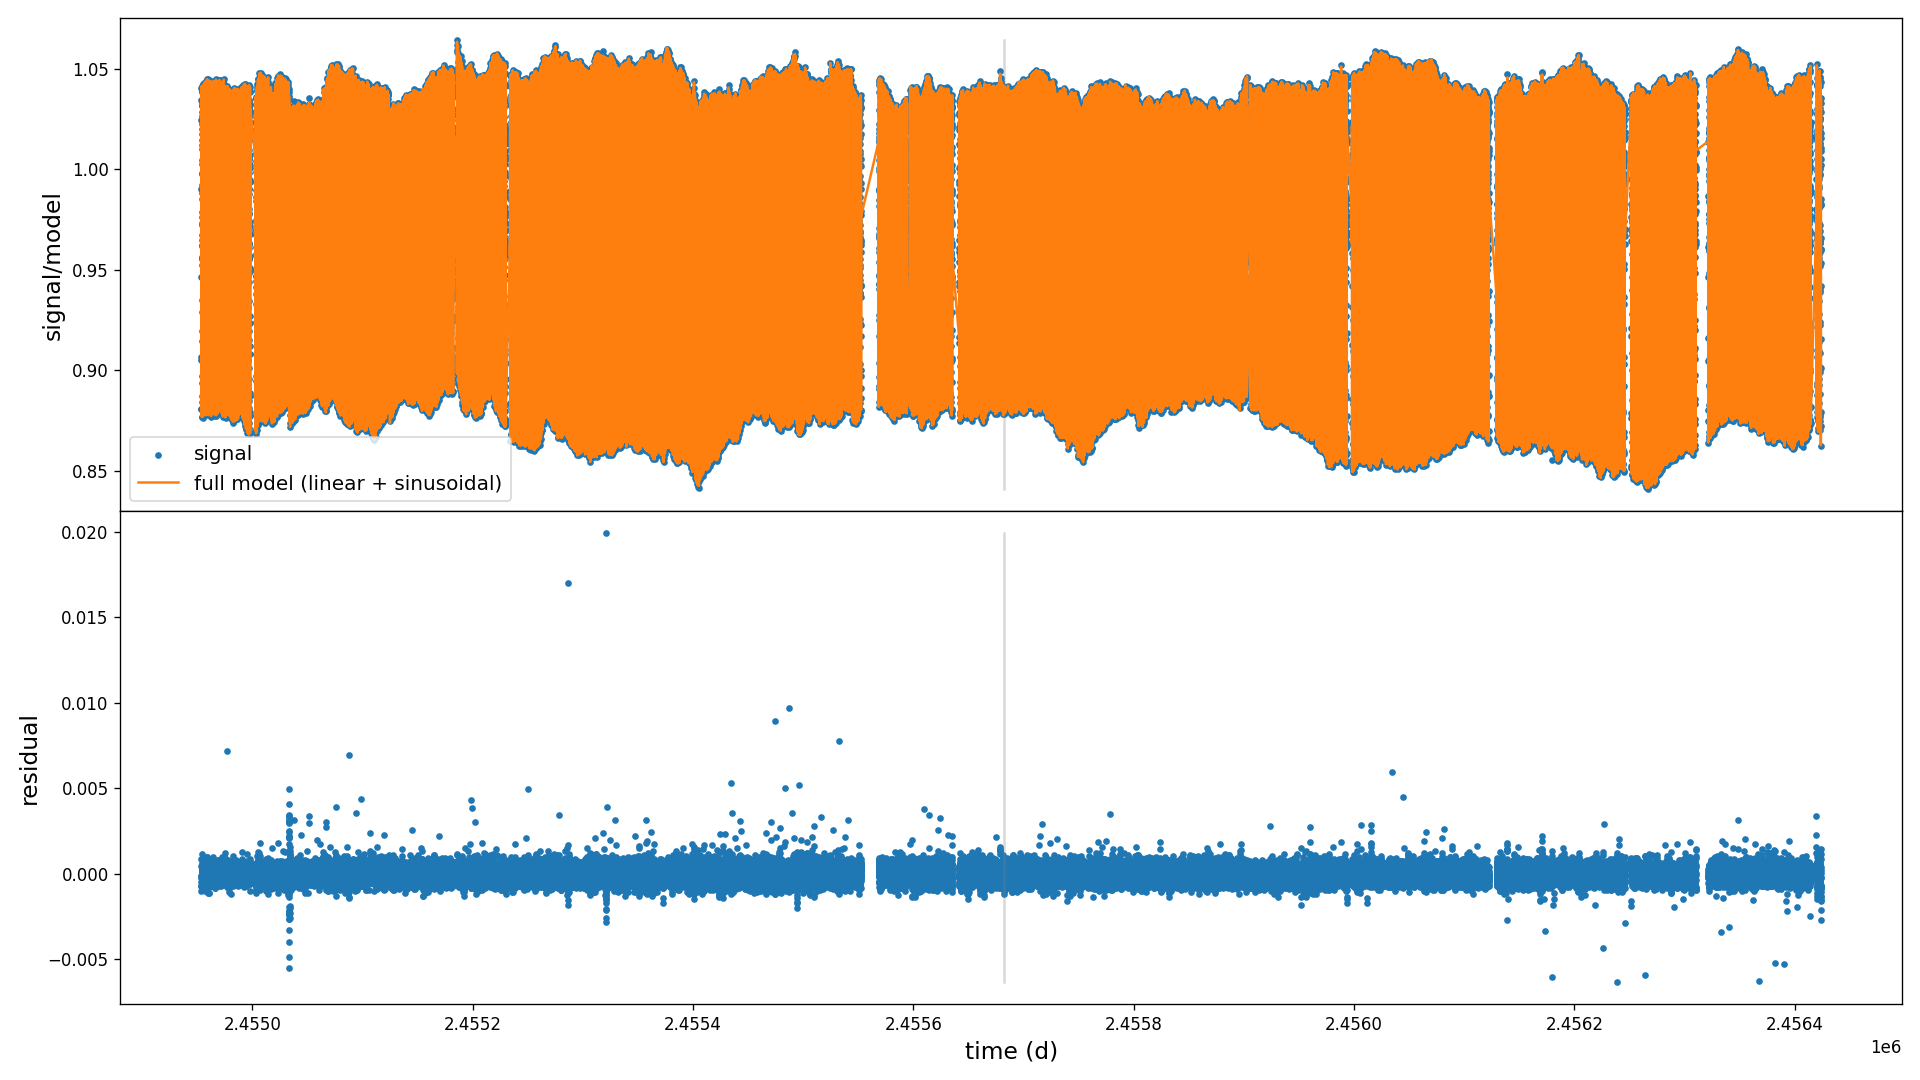 1.05
1.00
0.95
0.90
0.85
signal/model
signal
full model (linear + sinusoidal)
0.020
0.015
0.010
0.005
0.000
−0.005
residual
2.4550 2.4552 2.4554 2.4556 2.4558 2.4560 2.4562 2.4564
1e6
time (d)